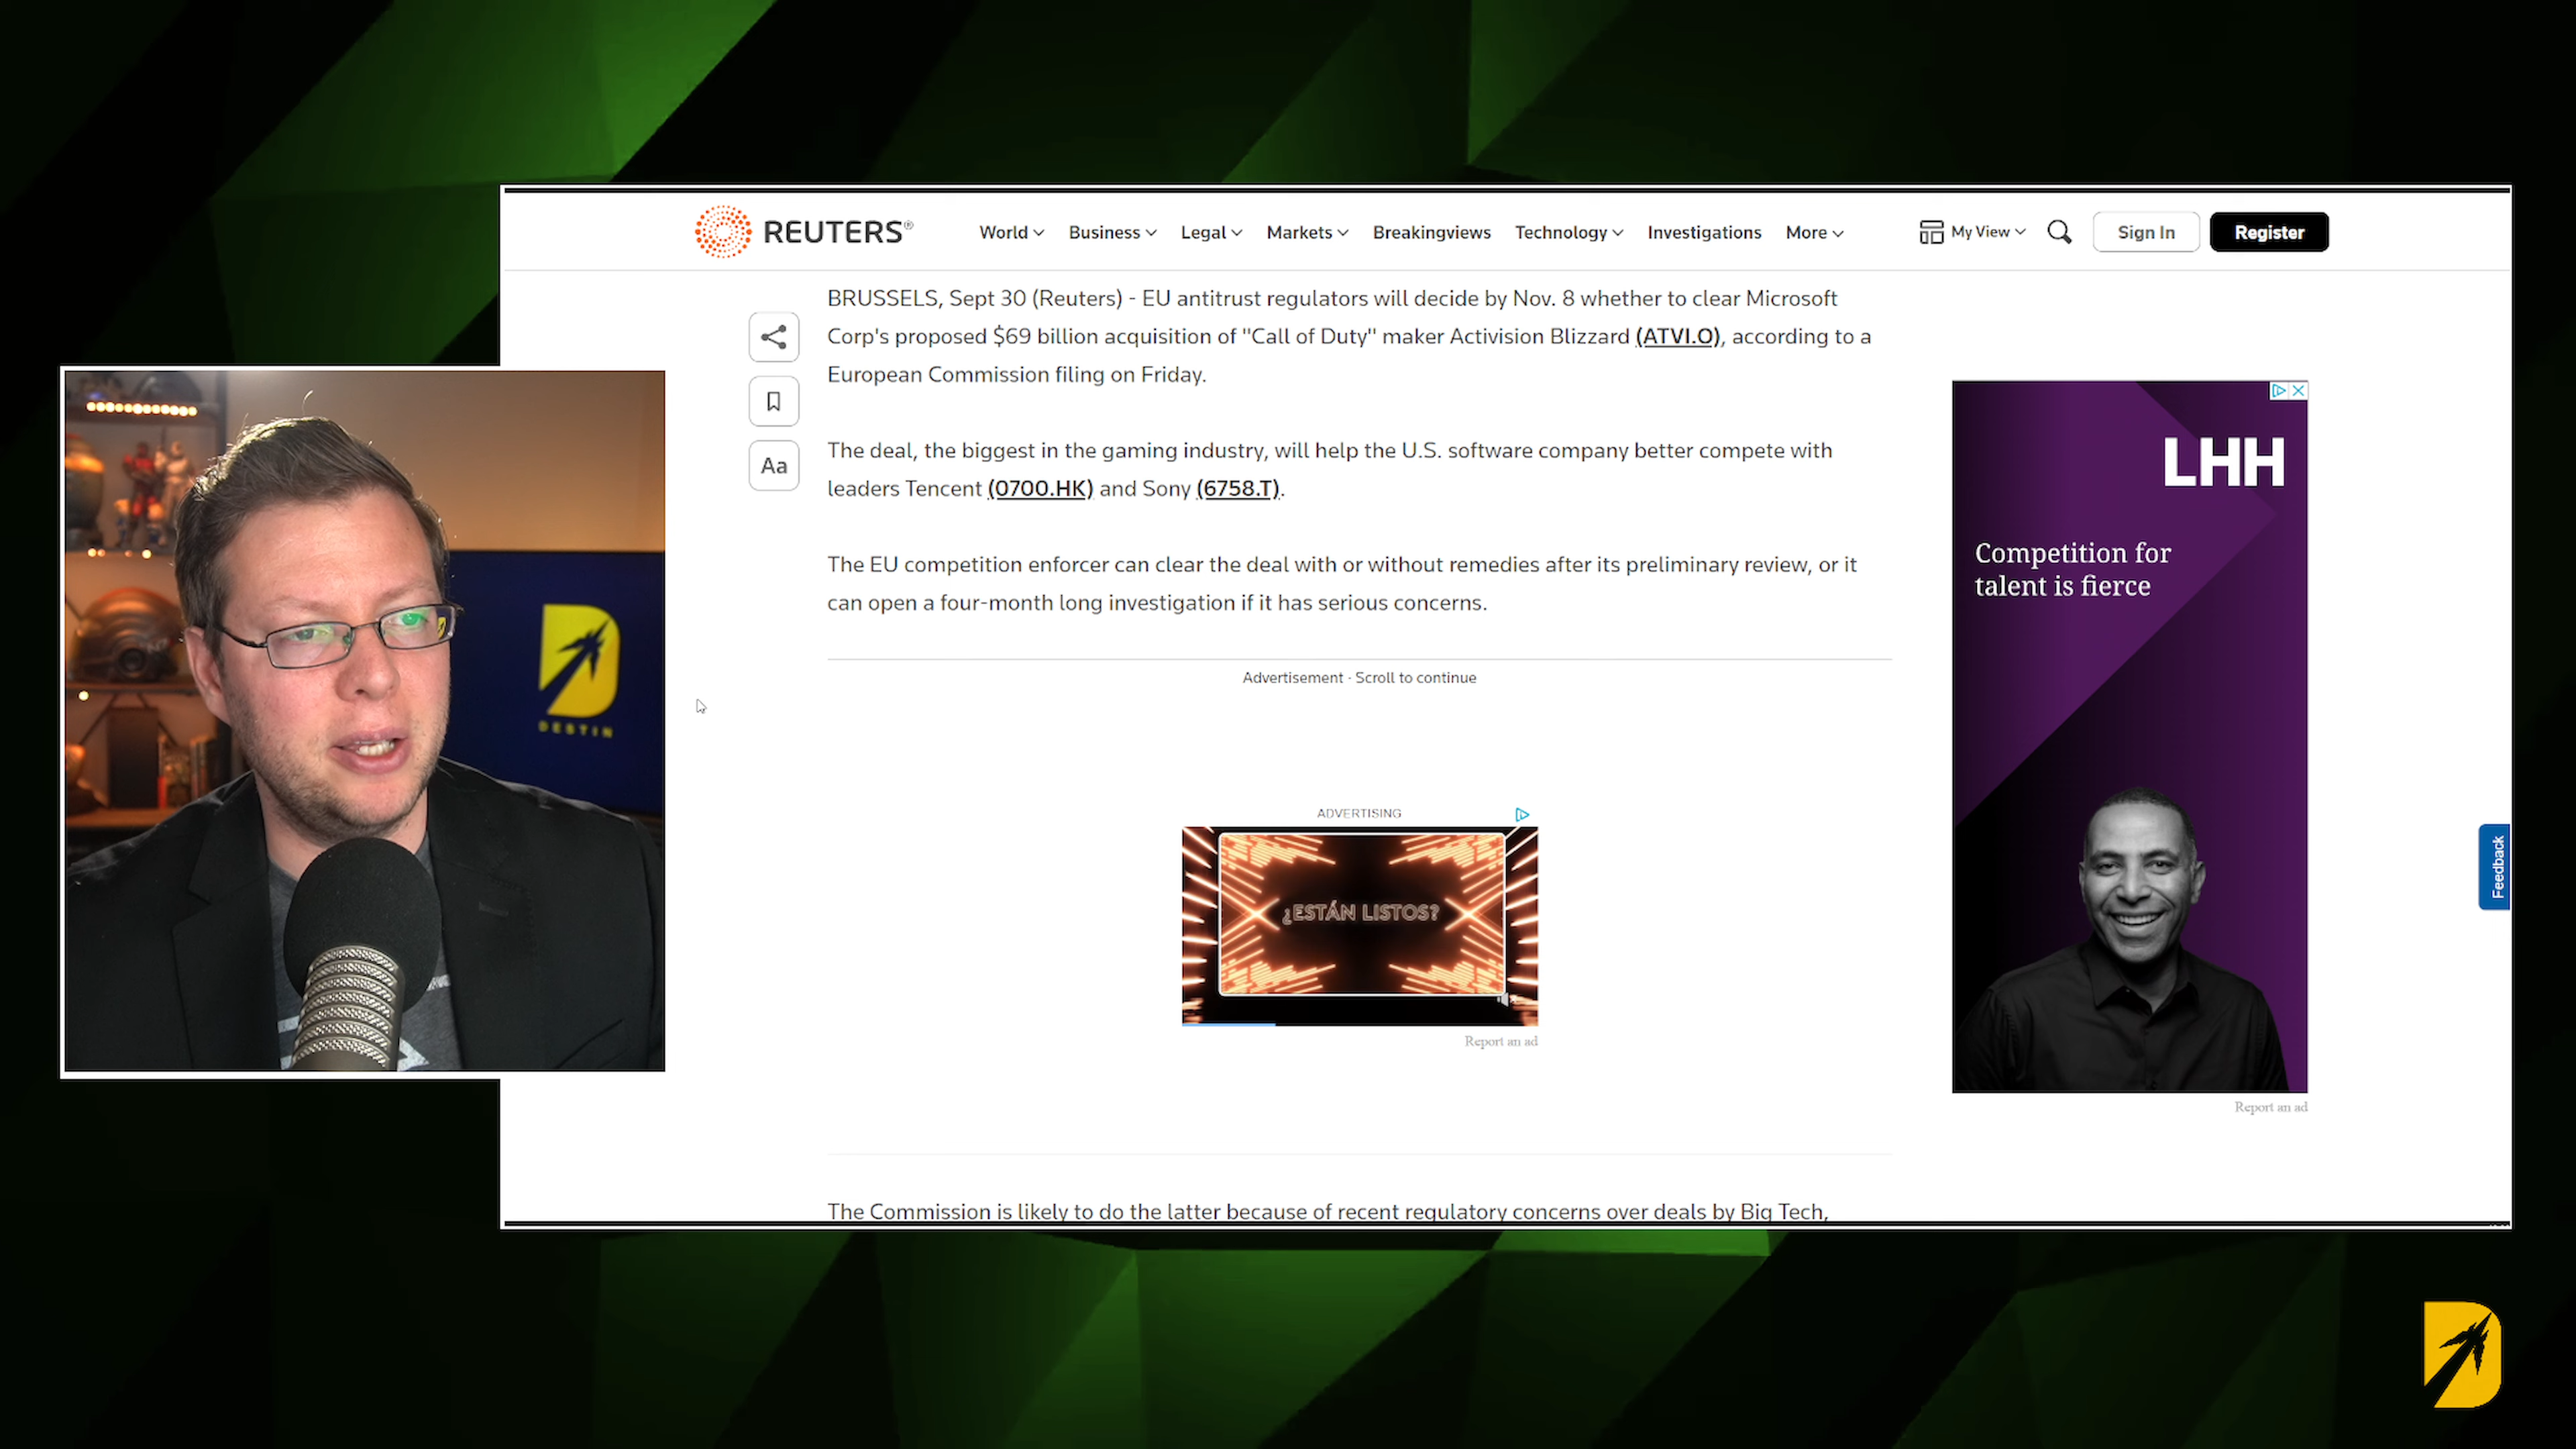 REUTERS®
World Business Legal Markets Breakingviews Technology Investigations More My View Sign In Register
BRUSSELS, Sept 30 (Reuters) - EU antitrust regulators will decide by Nov. 8 whether to clear Microsoft
Corp's proposed $69 billion acquisition of "Call of Duty" maker Activision Blizzard (ATVI.O), according to a
European Commission filing on Friday.
Aa
The deal, the biggest in the gaming industry, will help the U.S. software company better compete with
leaders Tencent (0700.HK) and Sony (6758.T).
The EU competition enforcer can clear the deal with or without remedies after its preliminary review, or it
can open a four-month long investigation if it has serious concerns.
Advertisement · Scroll to continue
ADVERTISING
¿ESTÁN LISTOS?
Report an ad
The Commission is likely to do the latter because of recent regulatory concerns over deals by Big Tech,
LHH
Competition for
talent is fierce
Report an ad
Feedback
DESTIN